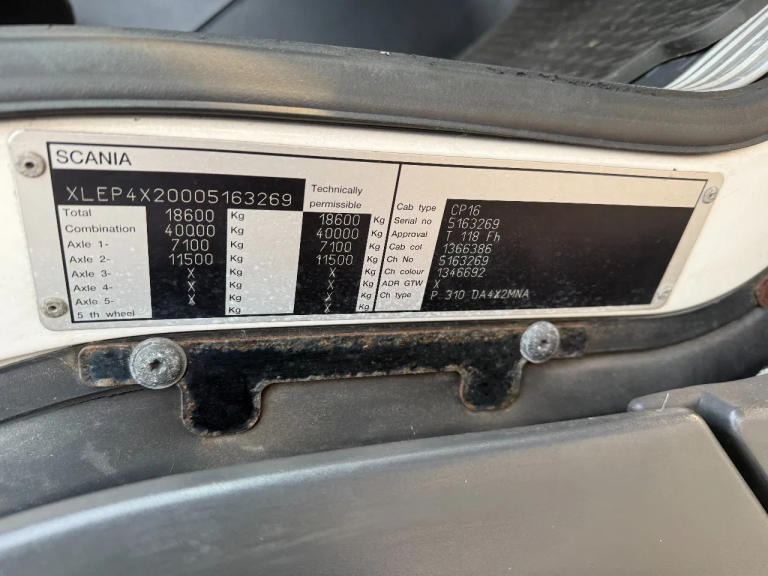 SCANIA
XLEP4X20005163269
Technically permissible
Total 18600 Kg 18600 Kg
Combination 40000 Kg 40000 Kg
Axle 1- 7100 Kg 7100 Kg
Axle 2- 11500 Kg 11500 Kg
Axle 3- X Kg X Kg
Axle 4- X Kg X Kg
Axle 5- X Kg X Kg
5 th wheel X Kg X Kg
Cab type CP16
Serial no 5163269
Approval T 118 Fh
Cab col 1366386
Ch No 5163269
Ch colour 1346692
ADR GTW X
Ch type P 310 DA4X2MNA